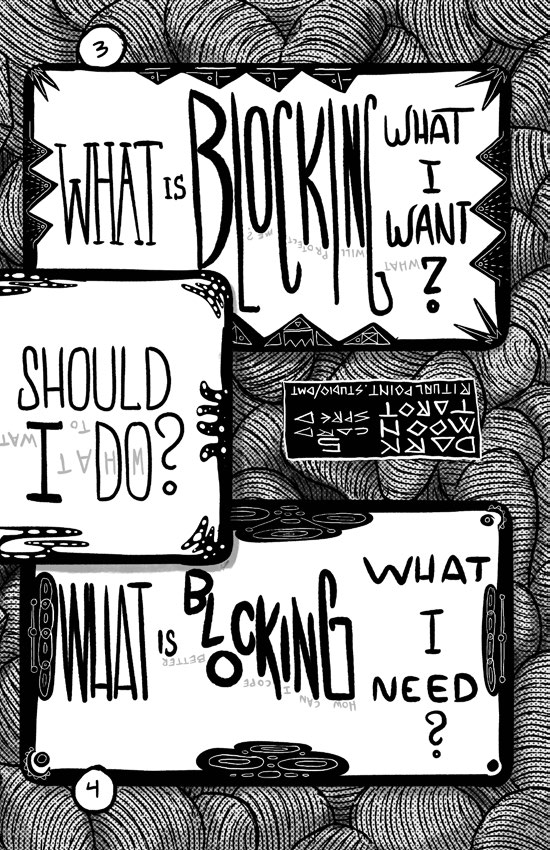 3
WHAT IS BLOCKING WHAT
I
WANT
?
WHAT WILL PROTECT ME?
SHOULD
I DO?
WHAT TO WAT
DARK
MOON
TAROT
5
CARD
SPREAD
RITUALPOINT.STUDIO/DMT
WHAT IS BLOCKING WHAT
I
NEED
?
HOW CAN I COPE BETTER
4